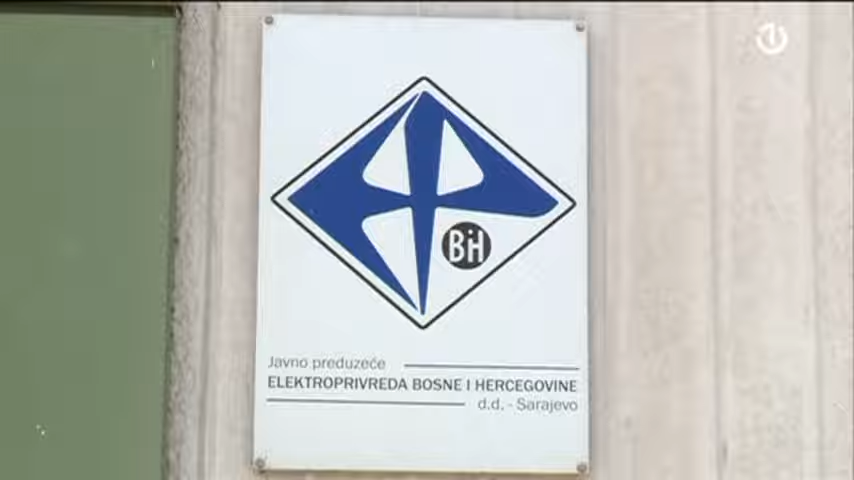 BiH
Javno preduzeće
ELEKTROPRIVREDA BOSNE I HERCEGOVINE
d.d. - Sarajevo